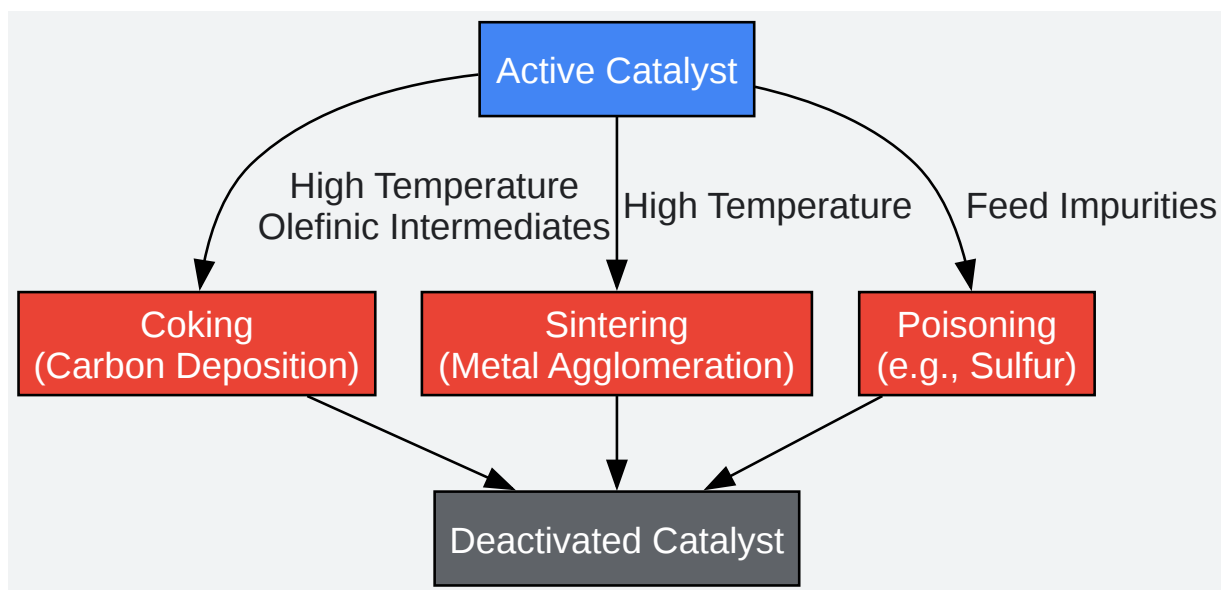 Active Catalyst
High Temperature
Olefinic Intermediates
High Temperature
Feed Impurities
Coking
(Carbon Deposition)
Sintering
(Metal Agglomeration)
Poisoning
(e.g., Sulfur)
Deactivated Catalyst